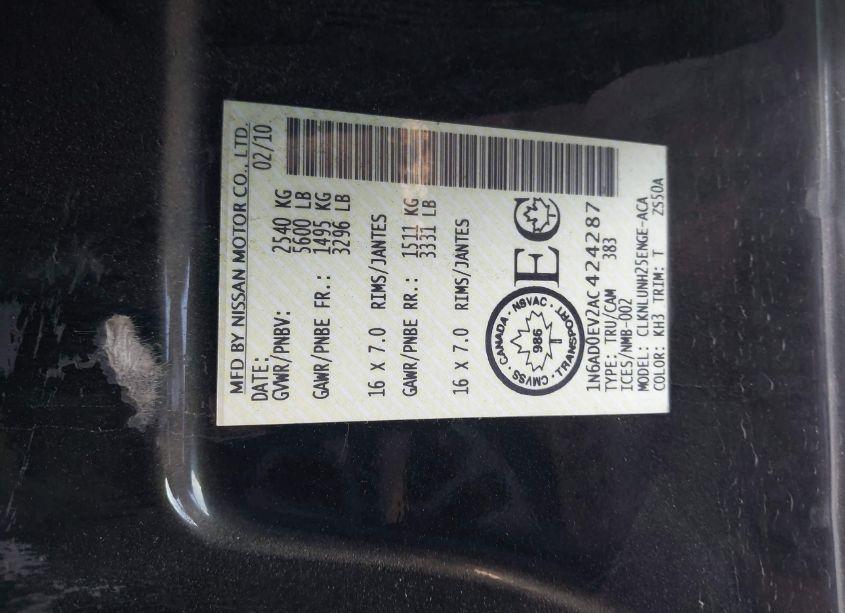 MFD BY NISSAN MOTOR CO., LTD.
DATE: 02/10
GVWR/PNBV: 2540 KG
5600 LB
GAWR/PNBE FR.: 1495 KG
3296 LB
16 X 7.0 RIMS/JANTES
GAWR/PNBE RR.: 1511 KG
3331 LB
16 X 7.0 RIMS/JANTES
CANADA · NSVAC · TRANSPORT · CMVSS ·
986
EC
1N6AD0EV2AC424287
TYPE: TRU/CAM 383
ICES/NMB-002
MODEL: CLKNLUNH25ENGE-ACA
COLOR: KH3 TRIM: T ZS50A